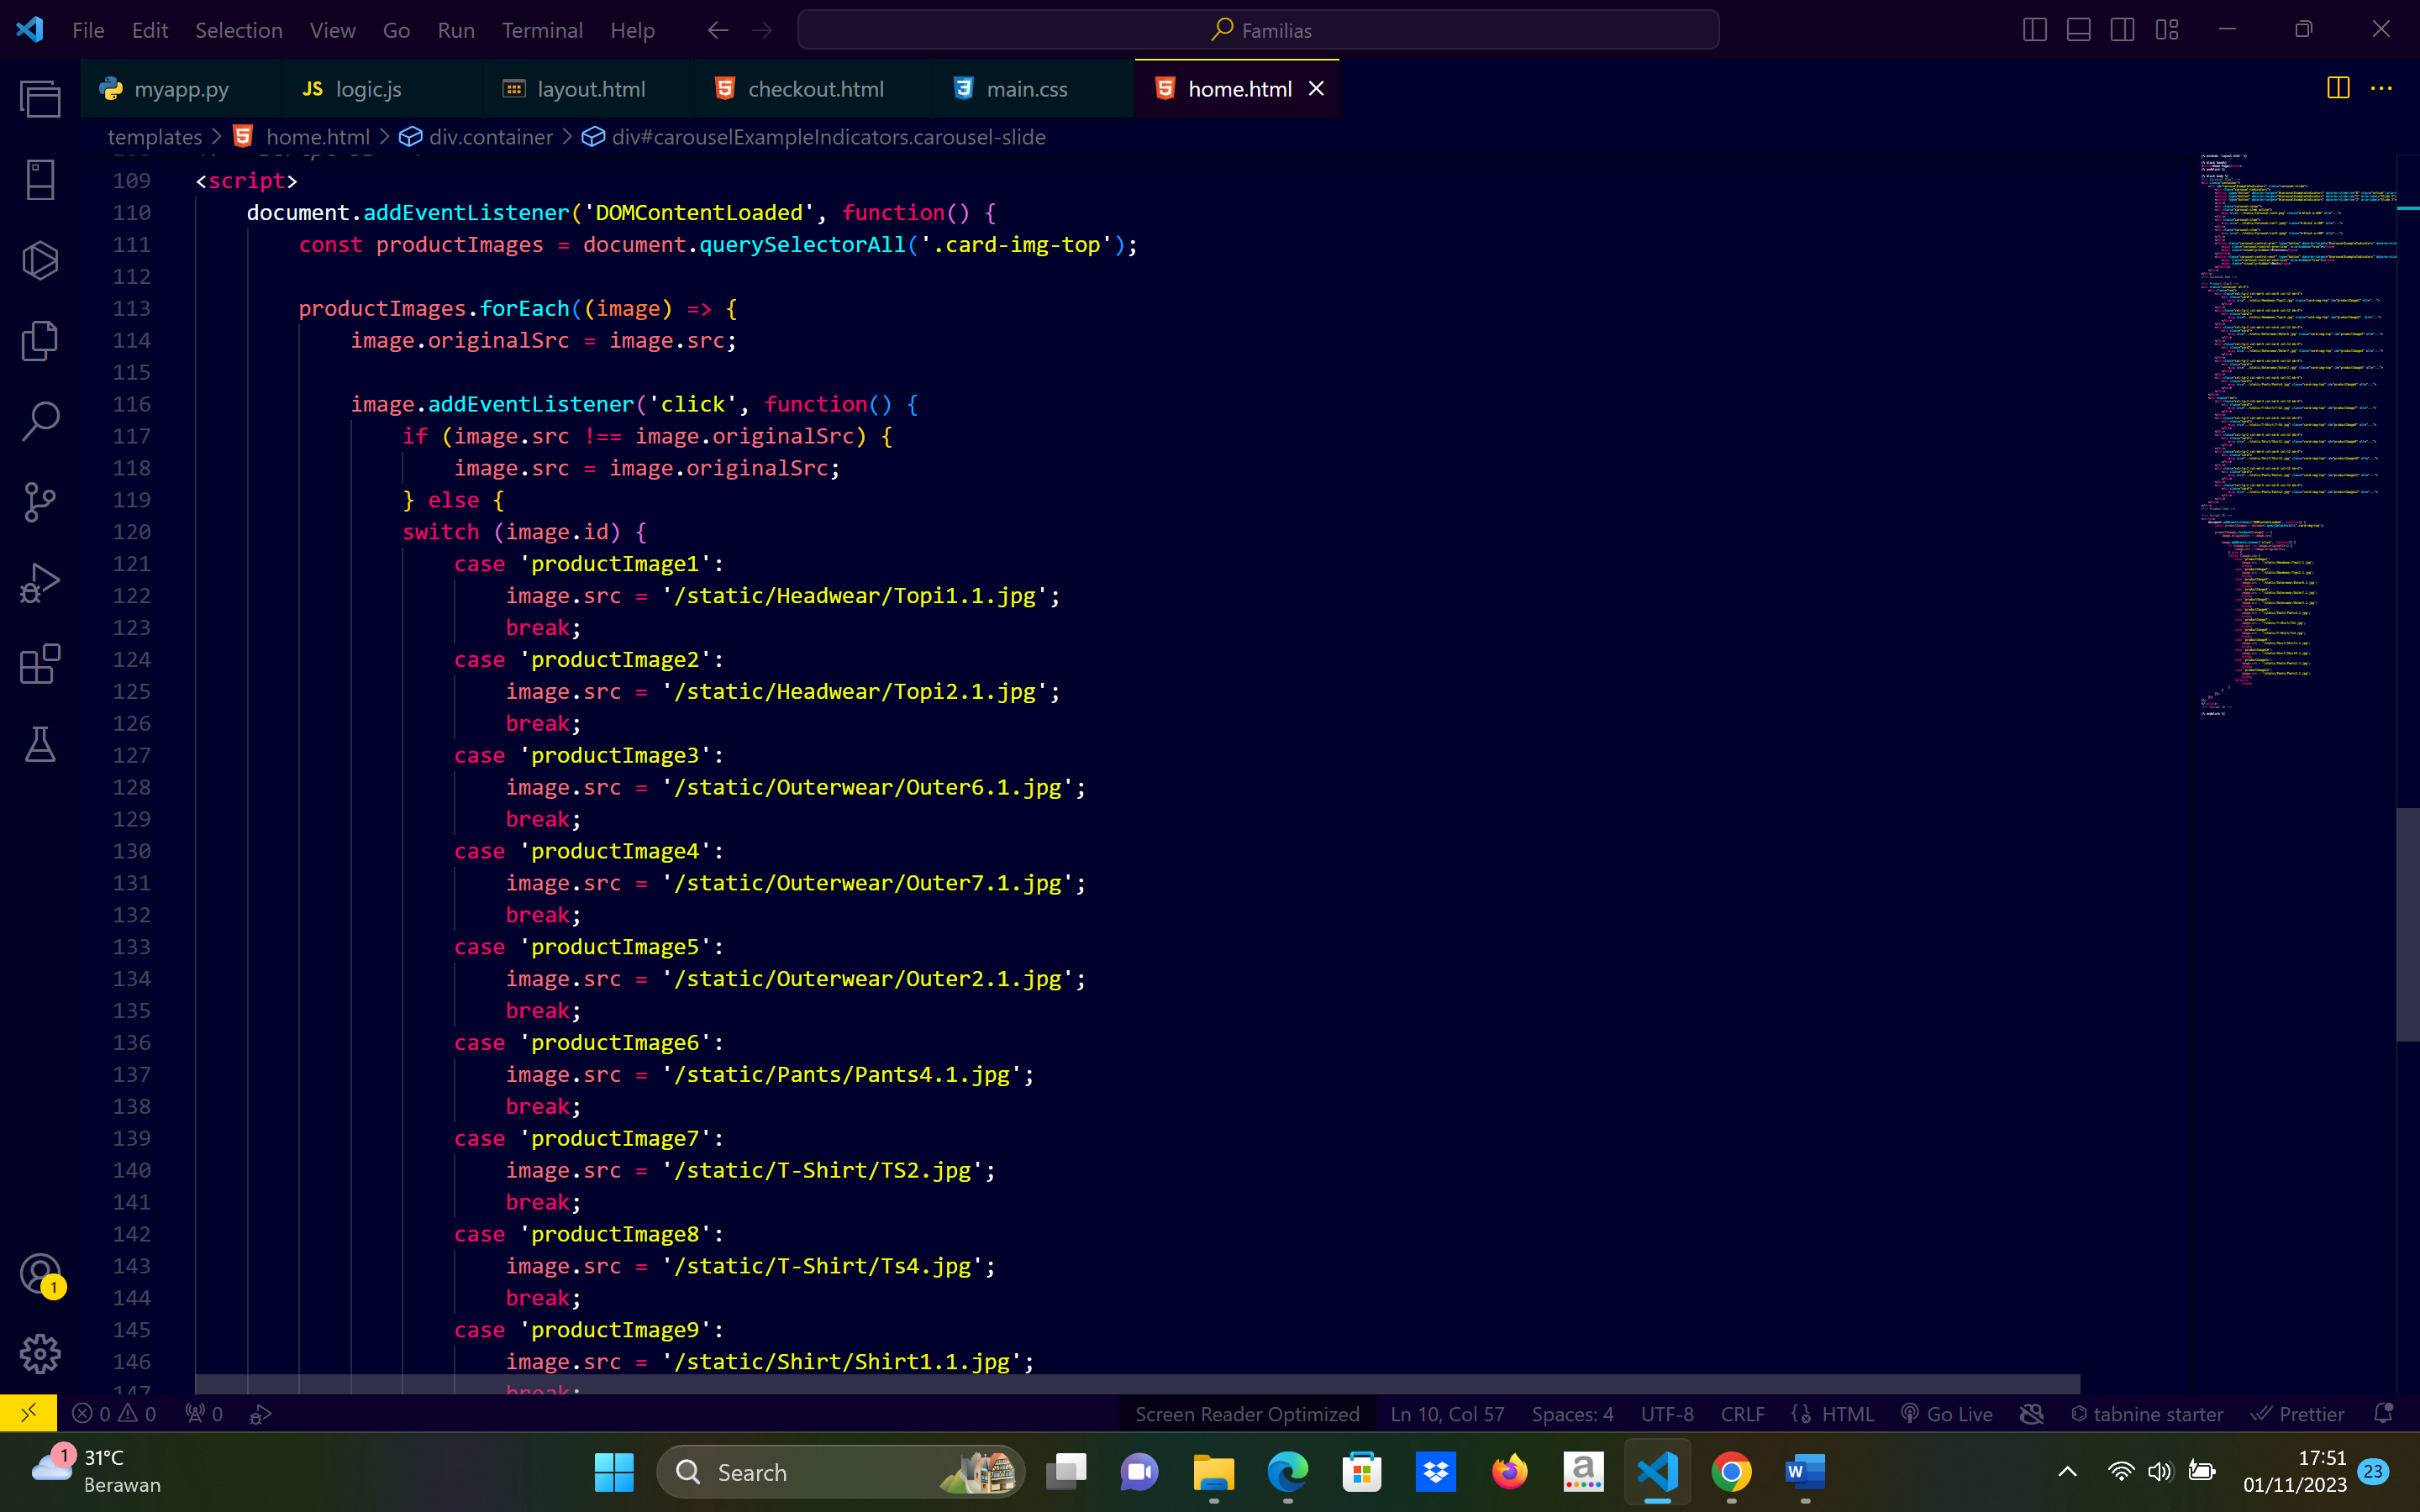 File Edit Selection View Go Run Terminal Help Familias
myapp.py JS logic.js layout.html checkout.html main.css home.html
templates > home.html > div.container > div#carouselExampleIndicators.carousel-slide
109 <script>
110 document.addEventListener('DOMContentLoaded', function() {
111 const productImages = document.querySelectorAll('.card-img-top');
112
113 productImages.forEach((image) => {
114 image.originalSrc = image.src;
115
116 image.addEventListener('click', function() {
117 if (image.src !== image.originalSrc) {
118 image.src = image.originalSrc;
119 } else {
120 switch (image.id) {
121 case 'productImage1':
122 image.src = '/static/Headwear/Topi1.1.jpg';
123 break;
124 case 'productImage2':
125 image.src = '/static/Headwear/Topi2.1.jpg';
126 break;
127 case 'productImage3':
128 image.src = '/static/Outerwear/Outer6.1.jpg';
129 break;
130 case 'productImage4':
131 image.src = '/static/Outerwear/Outer7.1.jpg';
132 break;
133 case 'productImage5':
134 image.src = '/static/Outerwear/Outer2.1.jpg';
135 break;
136 case 'productImage6':
137 image.src = '/static/Pants/Pants4.1.jpg';
138 break;
139 case 'productImage7':
140 image.src = '/static/T-Shirt/TS2.jpg';
141 break;
142 case 'productImage8':
143 image.src = '/static/T-Shirt/Ts4.jpg';
144 break;
145 case 'productImage9':
146 image.src = '/static/Shirt/Shirt1.1.jpg';
147 break;
1
0 0 0 Screen Reader Optimized Ln 10, Col 57 Spaces: 4 UTF-8 CRLF HTML Go Live tabnine starter Prettier
1 31°C
Berawan
Search
17:51
01/11/2023
23